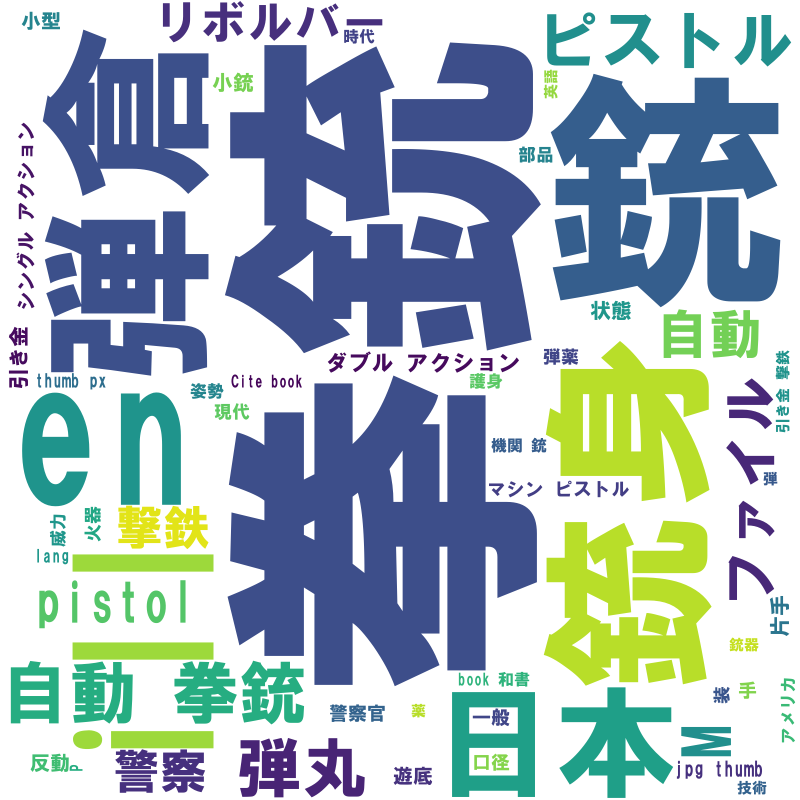 小型
リボルバー
時代
ピストル
小銃
英語
弾倉
拳銃
銃
部品
シングル アクション
引き金
状態
自動
ダブル アクション
弾薬
thumb px
姿勢
Cite book
護身
引き金 撃鉄
現代
en
銃身
ファイル
機関 銃
弾
マシン ピストル
威力
火器
撃鉄
lang
ill
pistol
片手
銃器
自動 拳銃
book 和書
警察官
薬
日本
一般
装
手
アメリカ
M
反動
p
警察
弾丸
遊底
口径
jpg thumb
技術